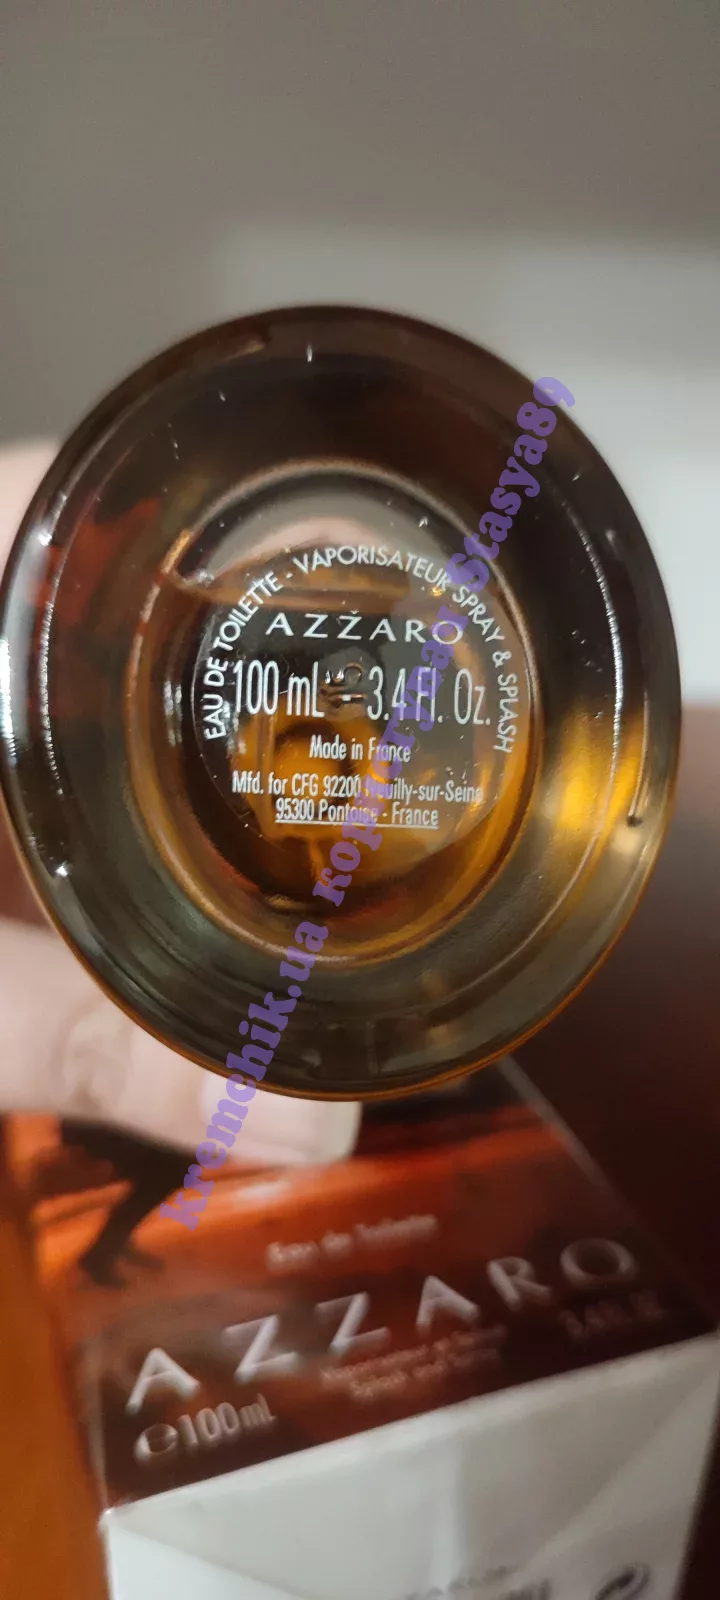 EAU DE TOILETTE - VAPORISATEUR SPRAY & SPLASH
AZZARO
100 mL - 3.4 Fl. Oz.
Made in France
Mfd. for CFG 92200 Neuilly-sur-Seine
95300 Pontoise - France
kremchik.ua користувач Stasya89
Eau de Toilette
AZZARO
℮100mL